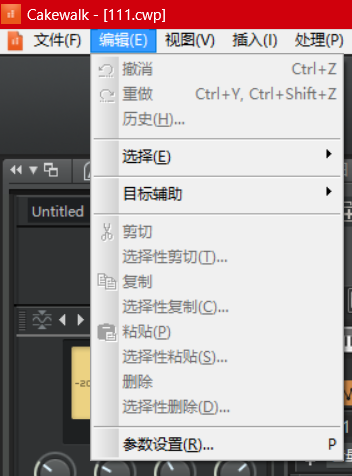 Cakewalk - [111.cwp]
文件(F) 编辑(E) 视图(V) 插入(I) 处理(P)
撤消 Ctrl+Z
重做 Ctrl+Y, Ctrl+Shift+Z
历史(H)...
选择(E)
目标辅助
Untitled
剪切
选择性剪切(T)...
复制
选择性复制(C)...
粘贴(P)
选择性粘贴(S)...
删除
选择性删除(D)...
-20
参数设置(R)... P